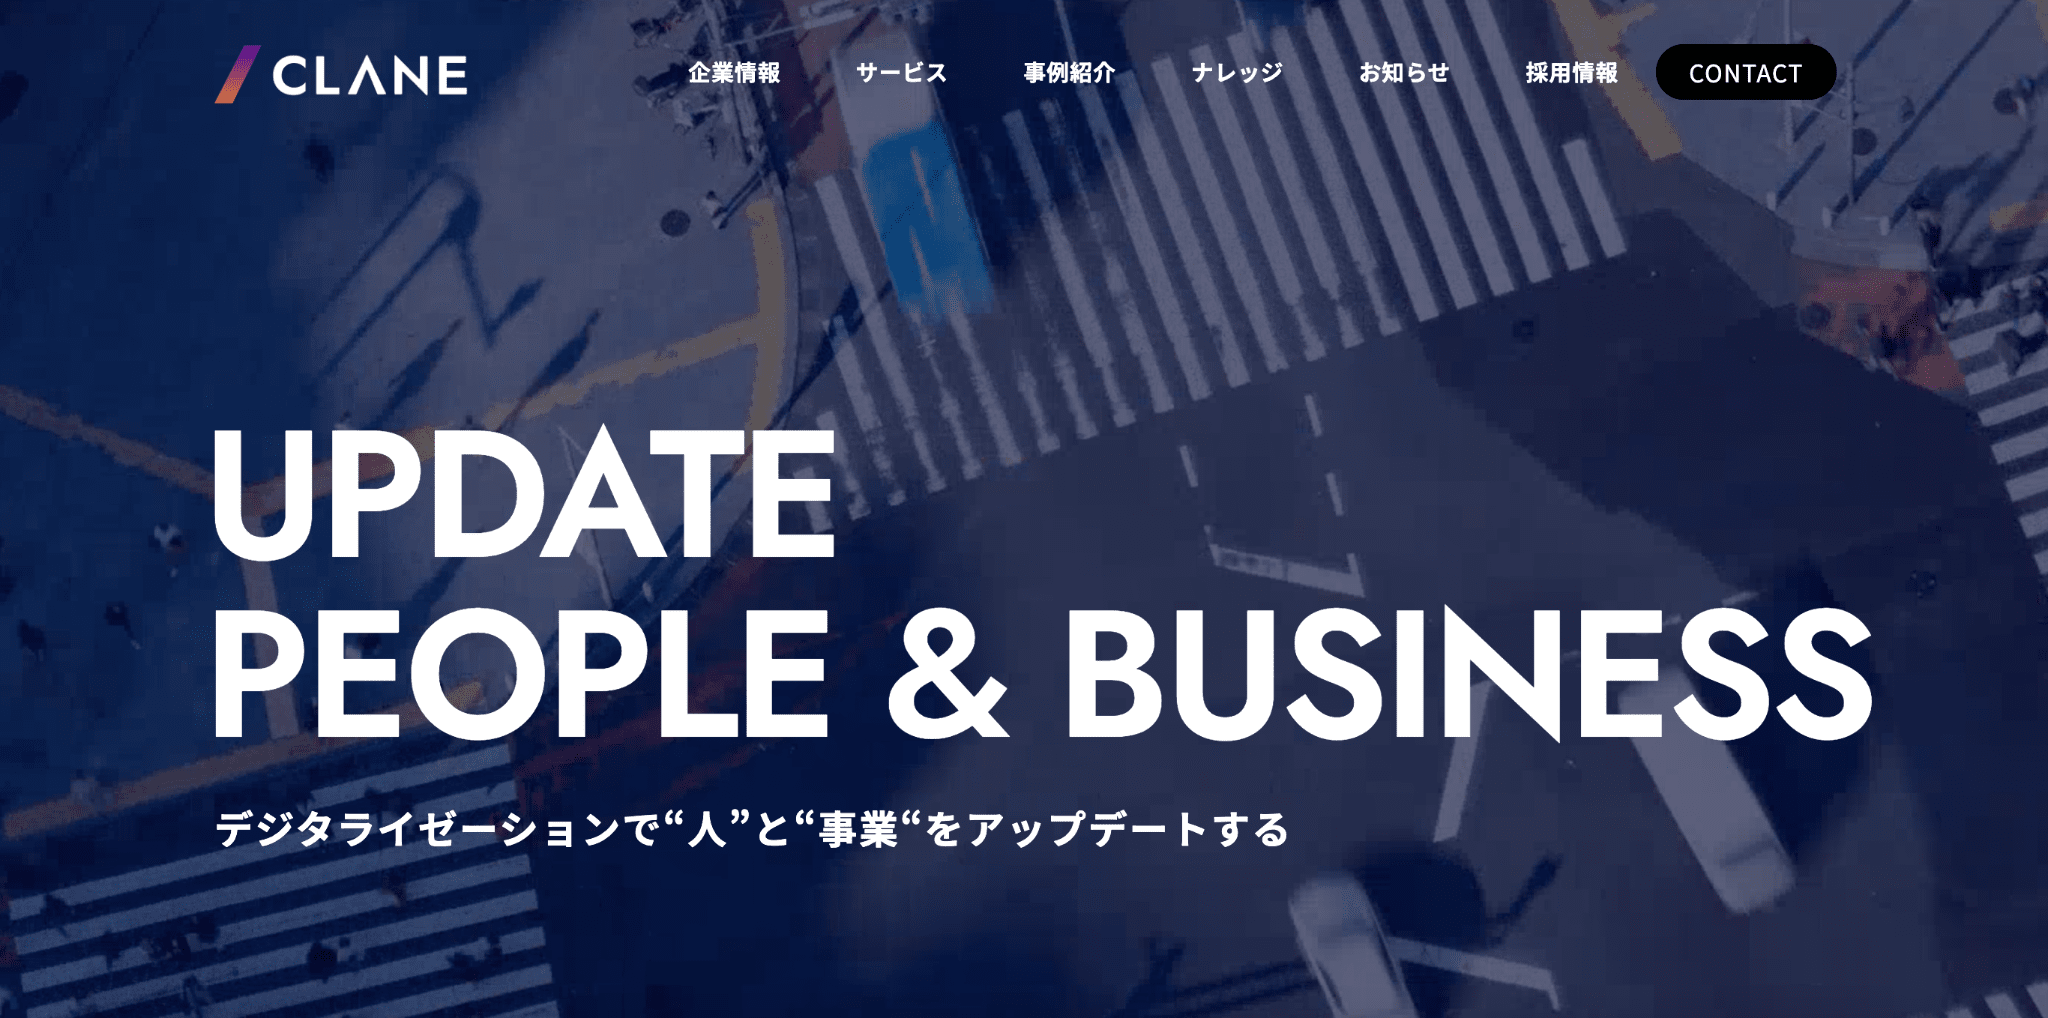 CLANE
企業情報
サービス
事例紹介
ナレッジ
お知らせ
採用情報
CONTACT
UPDATE
PEOPLE & BUSINESS
デジタライゼーションで“人”と“事業“をアップデートする